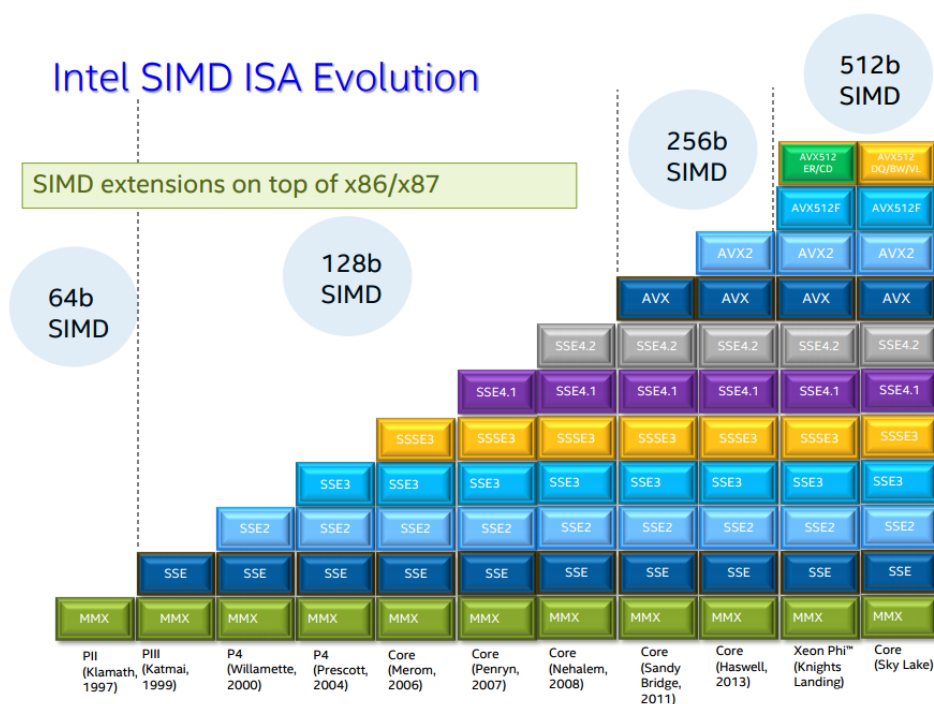 Intel SIMD ISA Evolution
512b
SIMD
256b
SIMD
SIMD extensions on top of x86/x87
128b
SIMD
64b
SIMD
AVX512
ER/CD
AVX512
DQ/BW/VL
AVX512F AVX512F
AVX2 AVX2 AVX2
AVX AVX AVX AVX
SSE4.2 SSE4.2 SSE4.2 SSE4.2 SSE4.2
SSE4.1 SSE4.1 SSE4.1 SSE4.1 SSE4.1 SSE4.1
SSSE3 SSSE3 SSSE3 SSSE3 SSSE3 SSSE3 SSSE3
SSE3 SSE3 SSE3 SSE3 SSE3 SSE3 SSE3 SSE3
SSE2 SSE2 SSE2 SSE2 SSE2 SSE2 SSE2 SSE2 SSE2
SSE SSE SSE SSE SSE SSE SSE SSE SSE SSE
MMX MMX MMX MMX MMX MMX MMX MMX MMX MMX MMX
PII
(Klamath,
1997)
PIII
(Katmai,
1999)
P4
(Willamette,
2000)
P4
(Prescott,
2004)
Core
(Merom,
2006)
Core
(Penryn,
2007)
Core
(Nehalem,
2008)
Core
(Sandy
Bridge,
2011)
Core
(Haswell,
2013)
Xeon Phi™
(Knights
Landing)
Core
(Sky Lake)